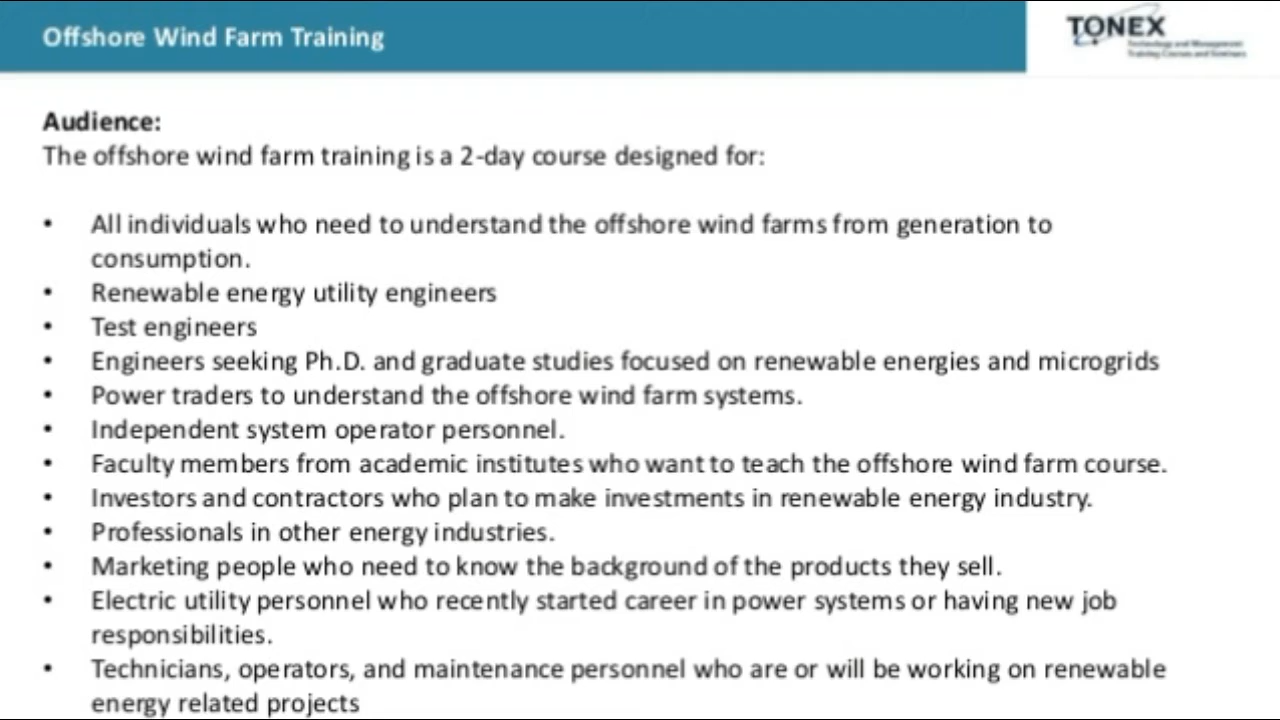 Offshore Wind Farm Training
TONEX
Technology and Management
Training Courses and Seminars
Audience:
The offshore wind farm training is a 2-day course designed for:
• All individuals who need to understand the offshore wind farms from generation to
consumption.
• Renewable energy utility engineers
• Test engineers
• Engineers seeking Ph.D. and graduate studies focused on renewable energies and microgrids
• Power traders to understand the offshore wind farm systems.
• Independent system operator personnel.
• Faculty members from academic institutes who want to teach the offshore wind farm course.
• Investors and contractors who plan to make investments in renewable energy industry.
• Professionals in other energy industries.
• Marketing people who need to know the background of the products they sell.
• Electric utility personnel who recently started career in power systems or having new job
responsibilities.
• Technicians, operators, and maintenance personnel who are or will be working on renewable
energy related projects